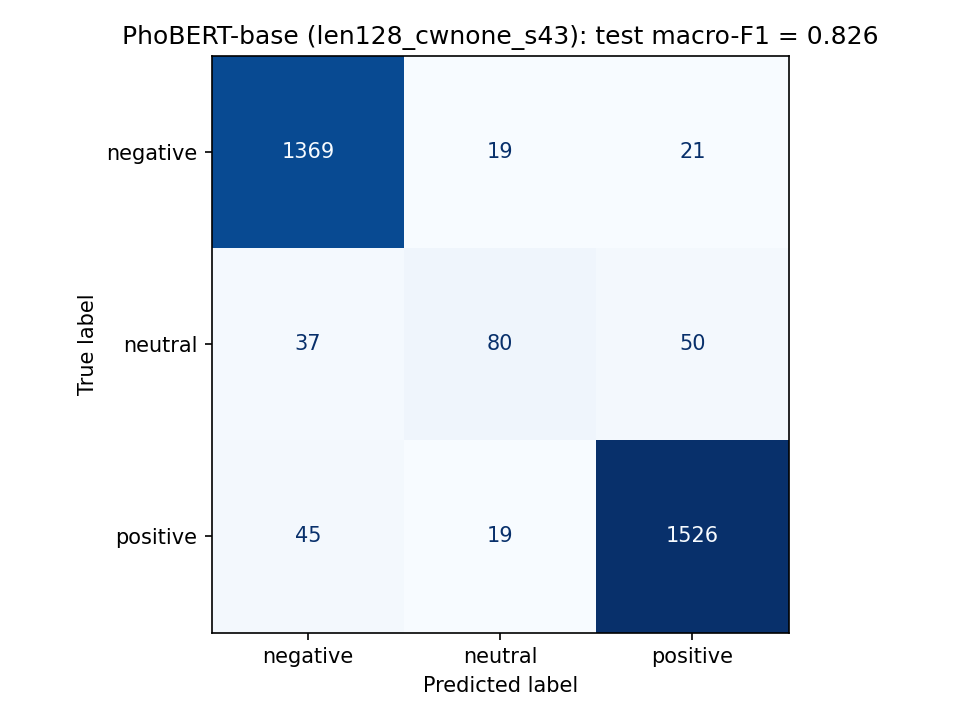 PhoBERT-base (len128_cwnone_s43): test macro-F1 = 0.826
True label
negative 1369 19 21
neutral 37 80 50
positive 45 19 1526
negative neutral positive
Predicted label